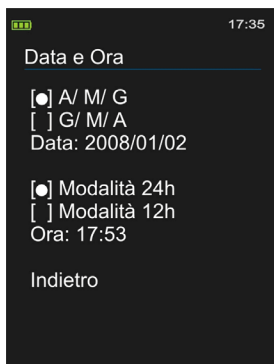 17:35
Data e Ora
[●] A/ M/ G
[ ] G/ M/ A
Data: 2008/01/02
[●] Modalità 24h
[ ] Modalità 12h
Ora: 17:53
Indietro